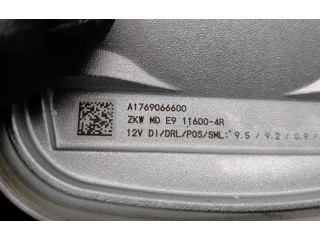 A1769066600
ZKW MD E9 11600-4R
12V DI/DRL/POS/SML: 9.5 / 9.2 / 0.9 /